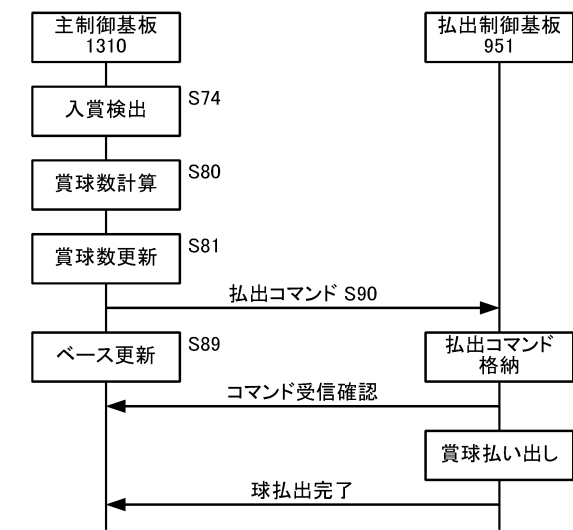 主制御基板
1310
払出制御基板
951
入賞検出
S74
賞球数計算
S80
賞球数更新
S81
払出コマンド S90
ベース更新
S89
払出コマンド
格納
コマンド受信確認
賞球払い出し
球払出完了